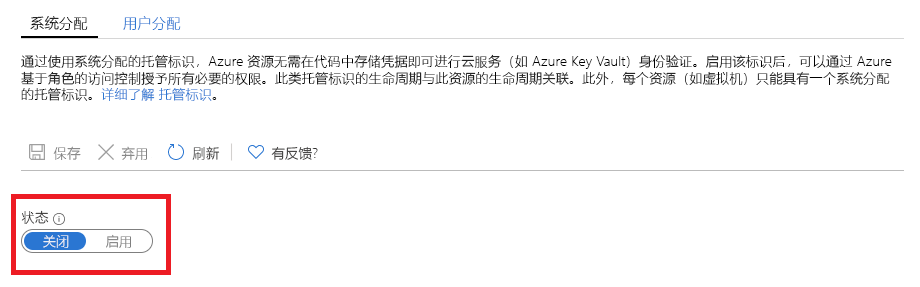 系统分配 用户分配
通过使用系统分配的托管标识，Azure 资源无需在代码中存储凭据即可进行云服务（如 Azure Key Vault）身份验证。启用该标识后，可以通过 Azure
基于角色的访问控制授予所有必要的权限。此类托管标识的生命周期与此资源的生命周期关联。此外，每个资源（如虚拟机）只能具有一个系统分配
的托管标识。详细了解 托管标识。
保存 弃用 刷新 有反馈?
状态
关闭 启用